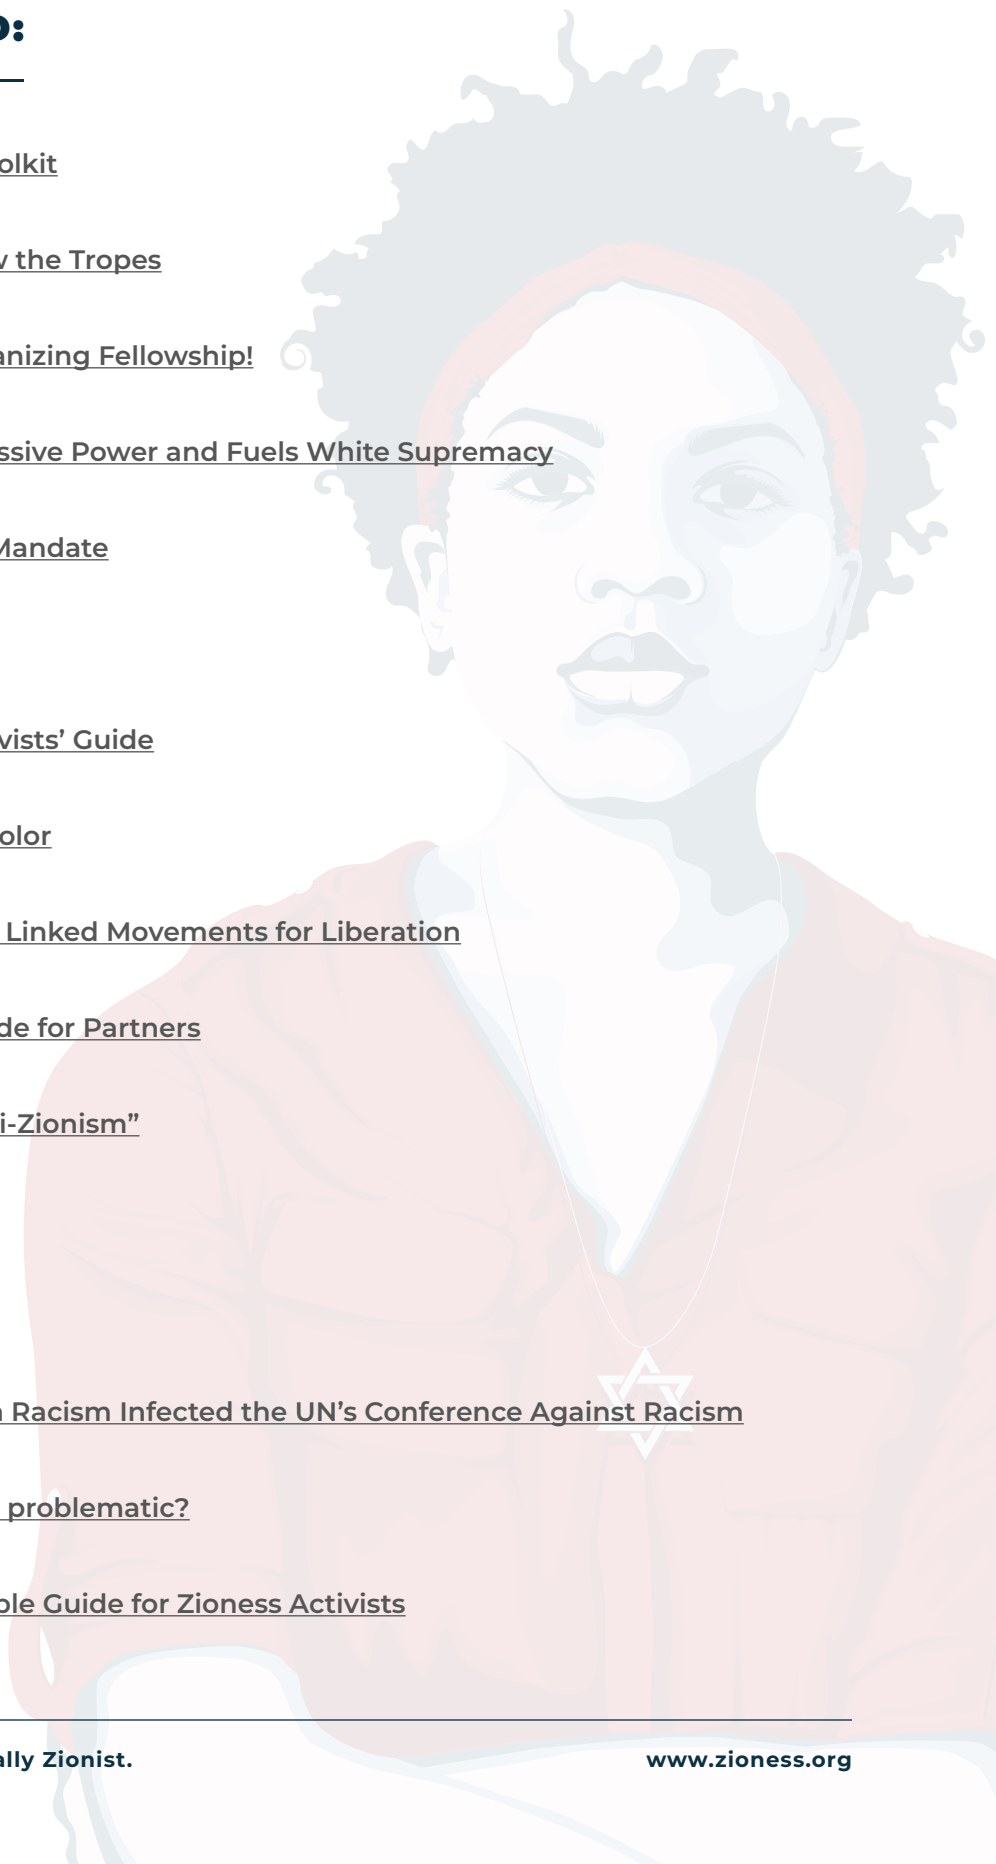 :
olkit
the Tropes
anizing Fellowship!
ssive Power and Fuels White Supremacy
Mandate
vists’ Guide
olor
Linked Movements for Liberation
de for Partners
i-Zionism”
Racism Infected the UN’s Conference Against Racism
problematic?
ble Guide for Zioness Activists
ally Zionist.
www.zioness.org